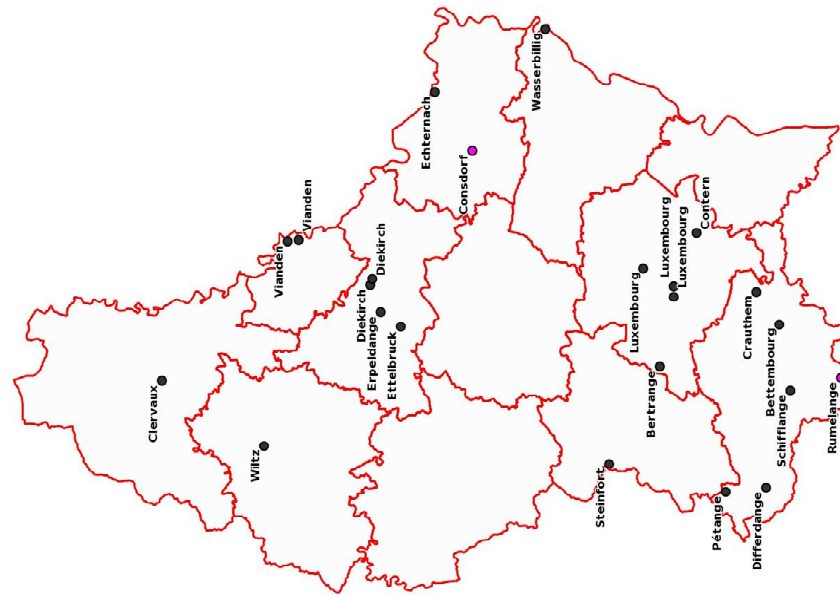 Clervaux
Wiltz
Vianden
Vianden
Diekirch
Diekirch
Erpeldange
Ettelbruck
Echternach
Consdorf
Wasserbillig
Luxembourg
Luxembourg
Luxembourg
Contern
Bertrange
Steinfort
Pétange
Differdange
Crauthem
Bettembourg
Schifflange
Rumelange